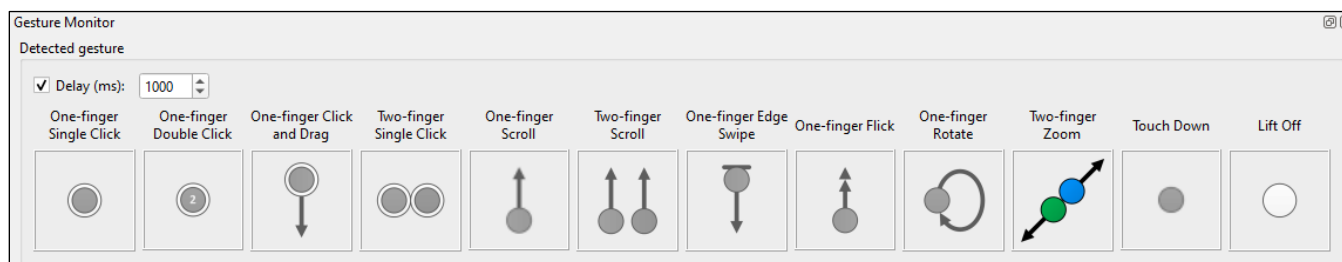 Gesture Monitor
Detected gesture
Delay (ms): 1000
One-finger Single Click
One-finger Double Click
One-finger Click and Drag
Two-finger Single Click
One-finger Scroll
Two-finger Scroll
One-finger Edge Swipe
One-finger Flick
One-finger Rotate
Two-finger Zoom
Touch Down
Lift Off
2